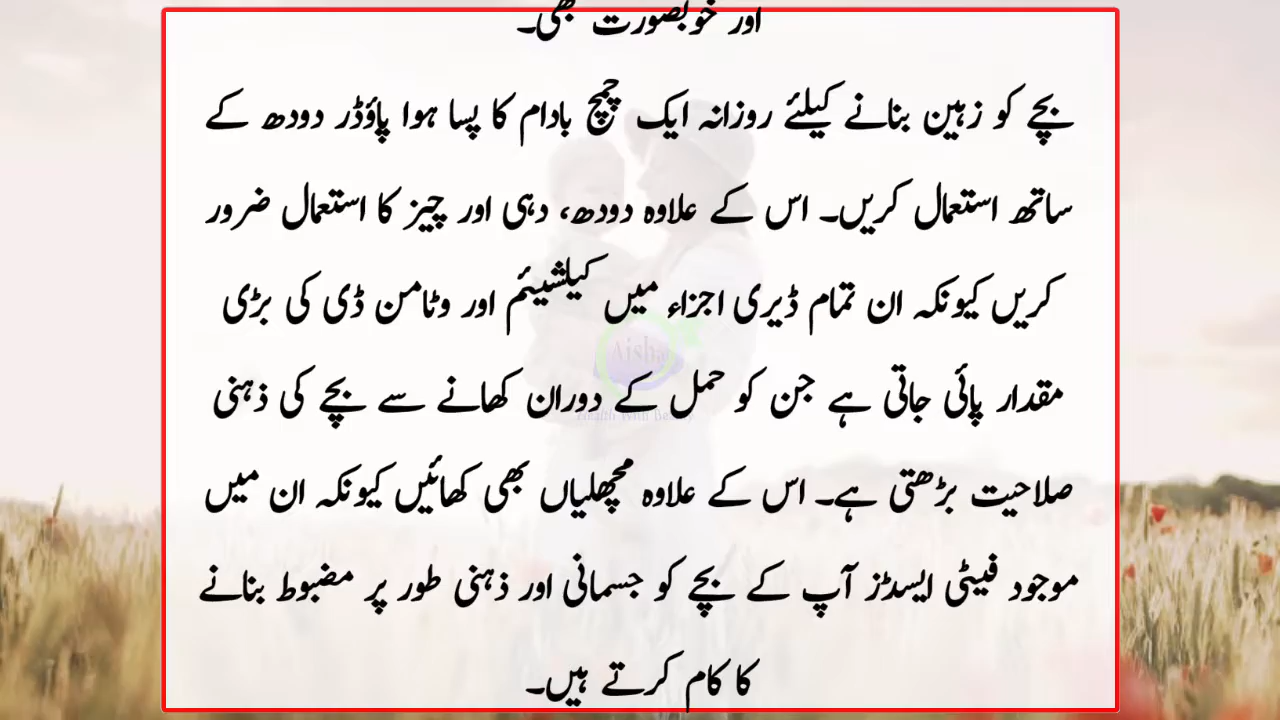 اور خوبصورت بھی۔
بچے کو زہین بنانے کیلئے روزانہ ایک چمچ بادام کا پسا ہوا پاؤڈر دودھ کے
ساتھ استعمال کریں۔ اس کے علاوہ دودھ، دہی اور چیز کا استعمال ضرور
کریں کیونکہ ان تمام ڈیری اجزاء میں کیلشیئم اور وٹامن ڈی کی بڑی
مقدار پائی جاتی ہے جن کو حمل کے دوران کھانے سے بچے کی ذہنی
صلاحیت بڑھتی ہے۔ اس کے علاوہ مچھلیاں بھی کھائیں کیونکہ ان میں
موجود فیٹی ایسڈز آپ کے بچے کو جسمانی اور ذہنی طور پر مضبوط بنانے
کا کام کرتے ہیں۔
Aisha
Health With